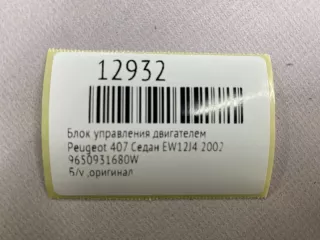 12932
Блок управления двигателем
Peugeot 407 Седан EW12J4 2002
9650931680W
Б/у ,оригинал